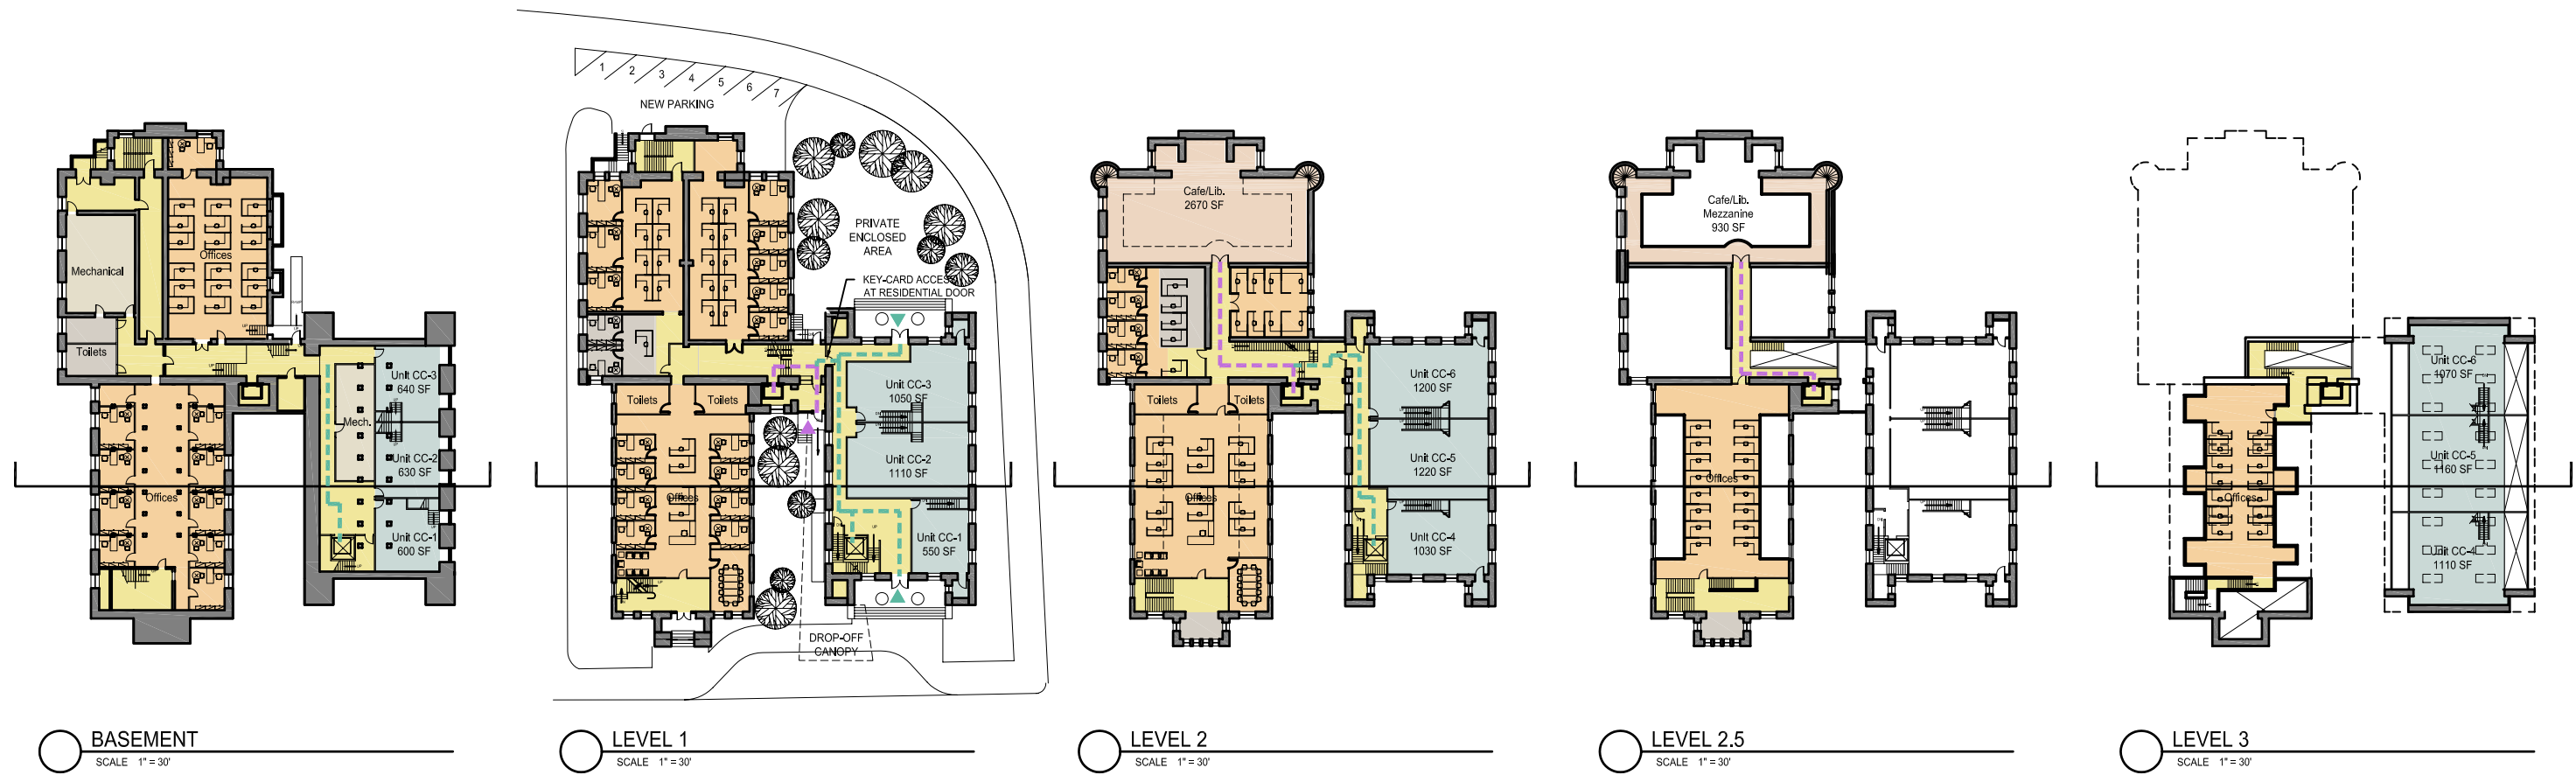 Mechanical
Offices
Toilets
Unit CC-3
640 SF
Mech.
Unit CC-2
630 SF
Offices
Unit CC-1
600 SF
BASEMENT
SCALE 1" = 30'
1
2
3
4
5
6
7
NEW PARKING
PRIVATE
ENCLOSED
AREA
KEY-CARD ACCESS
AT RESIDENTIAL DOOR
Toilets
Toilets
Unit CC-3
1050 SF
Unit CC-2
1110 SF
Offices
UP
Unit CC-1
550 SF
DROP-OFF
CANOPY
LEVEL 1
SCALE 1" = 30'
Cafe/Lib.
2670 SF
Unit CC-6
1200 SF
Toilets
Toilets
Unit CC-5
1220 SF
Offices
Unit CC-4
1030 SF
LEVEL 2
SCALE 1" = 30'
Cafe/Lib.
Mezzanine
930 SF
Offices
LEVEL 2.5
SCALE 1" = 30'
Unit CC-6
1070 SF
Unit CC-5
1160 SF
Offices
Unit CC-4
1110 SF
LEVEL 3
SCALE 1" = 30'